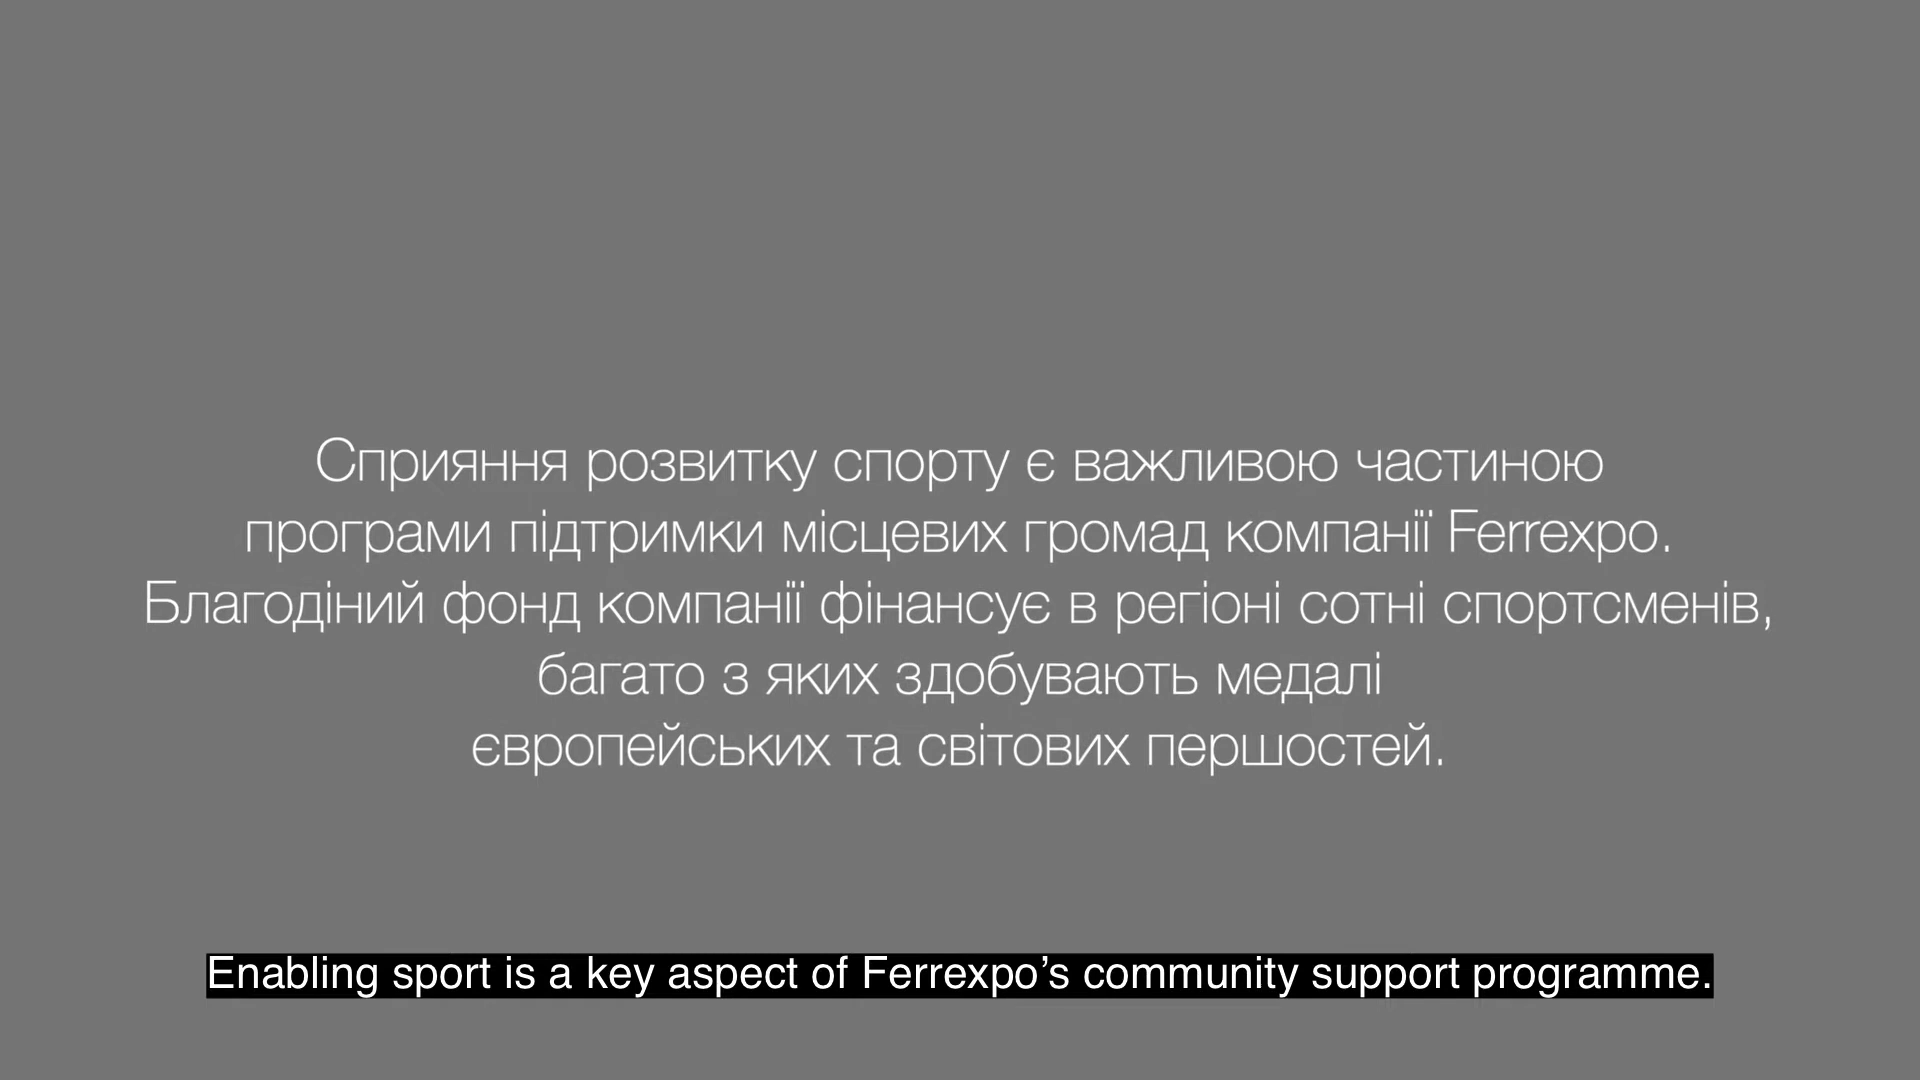 Сприяння розвитку спорту є важливою частиною
програми підтримки місцевих громад компанії Ferrexpo.
Благодіний фонд компанії фінансує в регіоні сотні спортсменів,
багато з яких здобувають медалі
європейських та світових першостей.
Enabling sport is a key aspect of Ferrexpo’s community support programme.